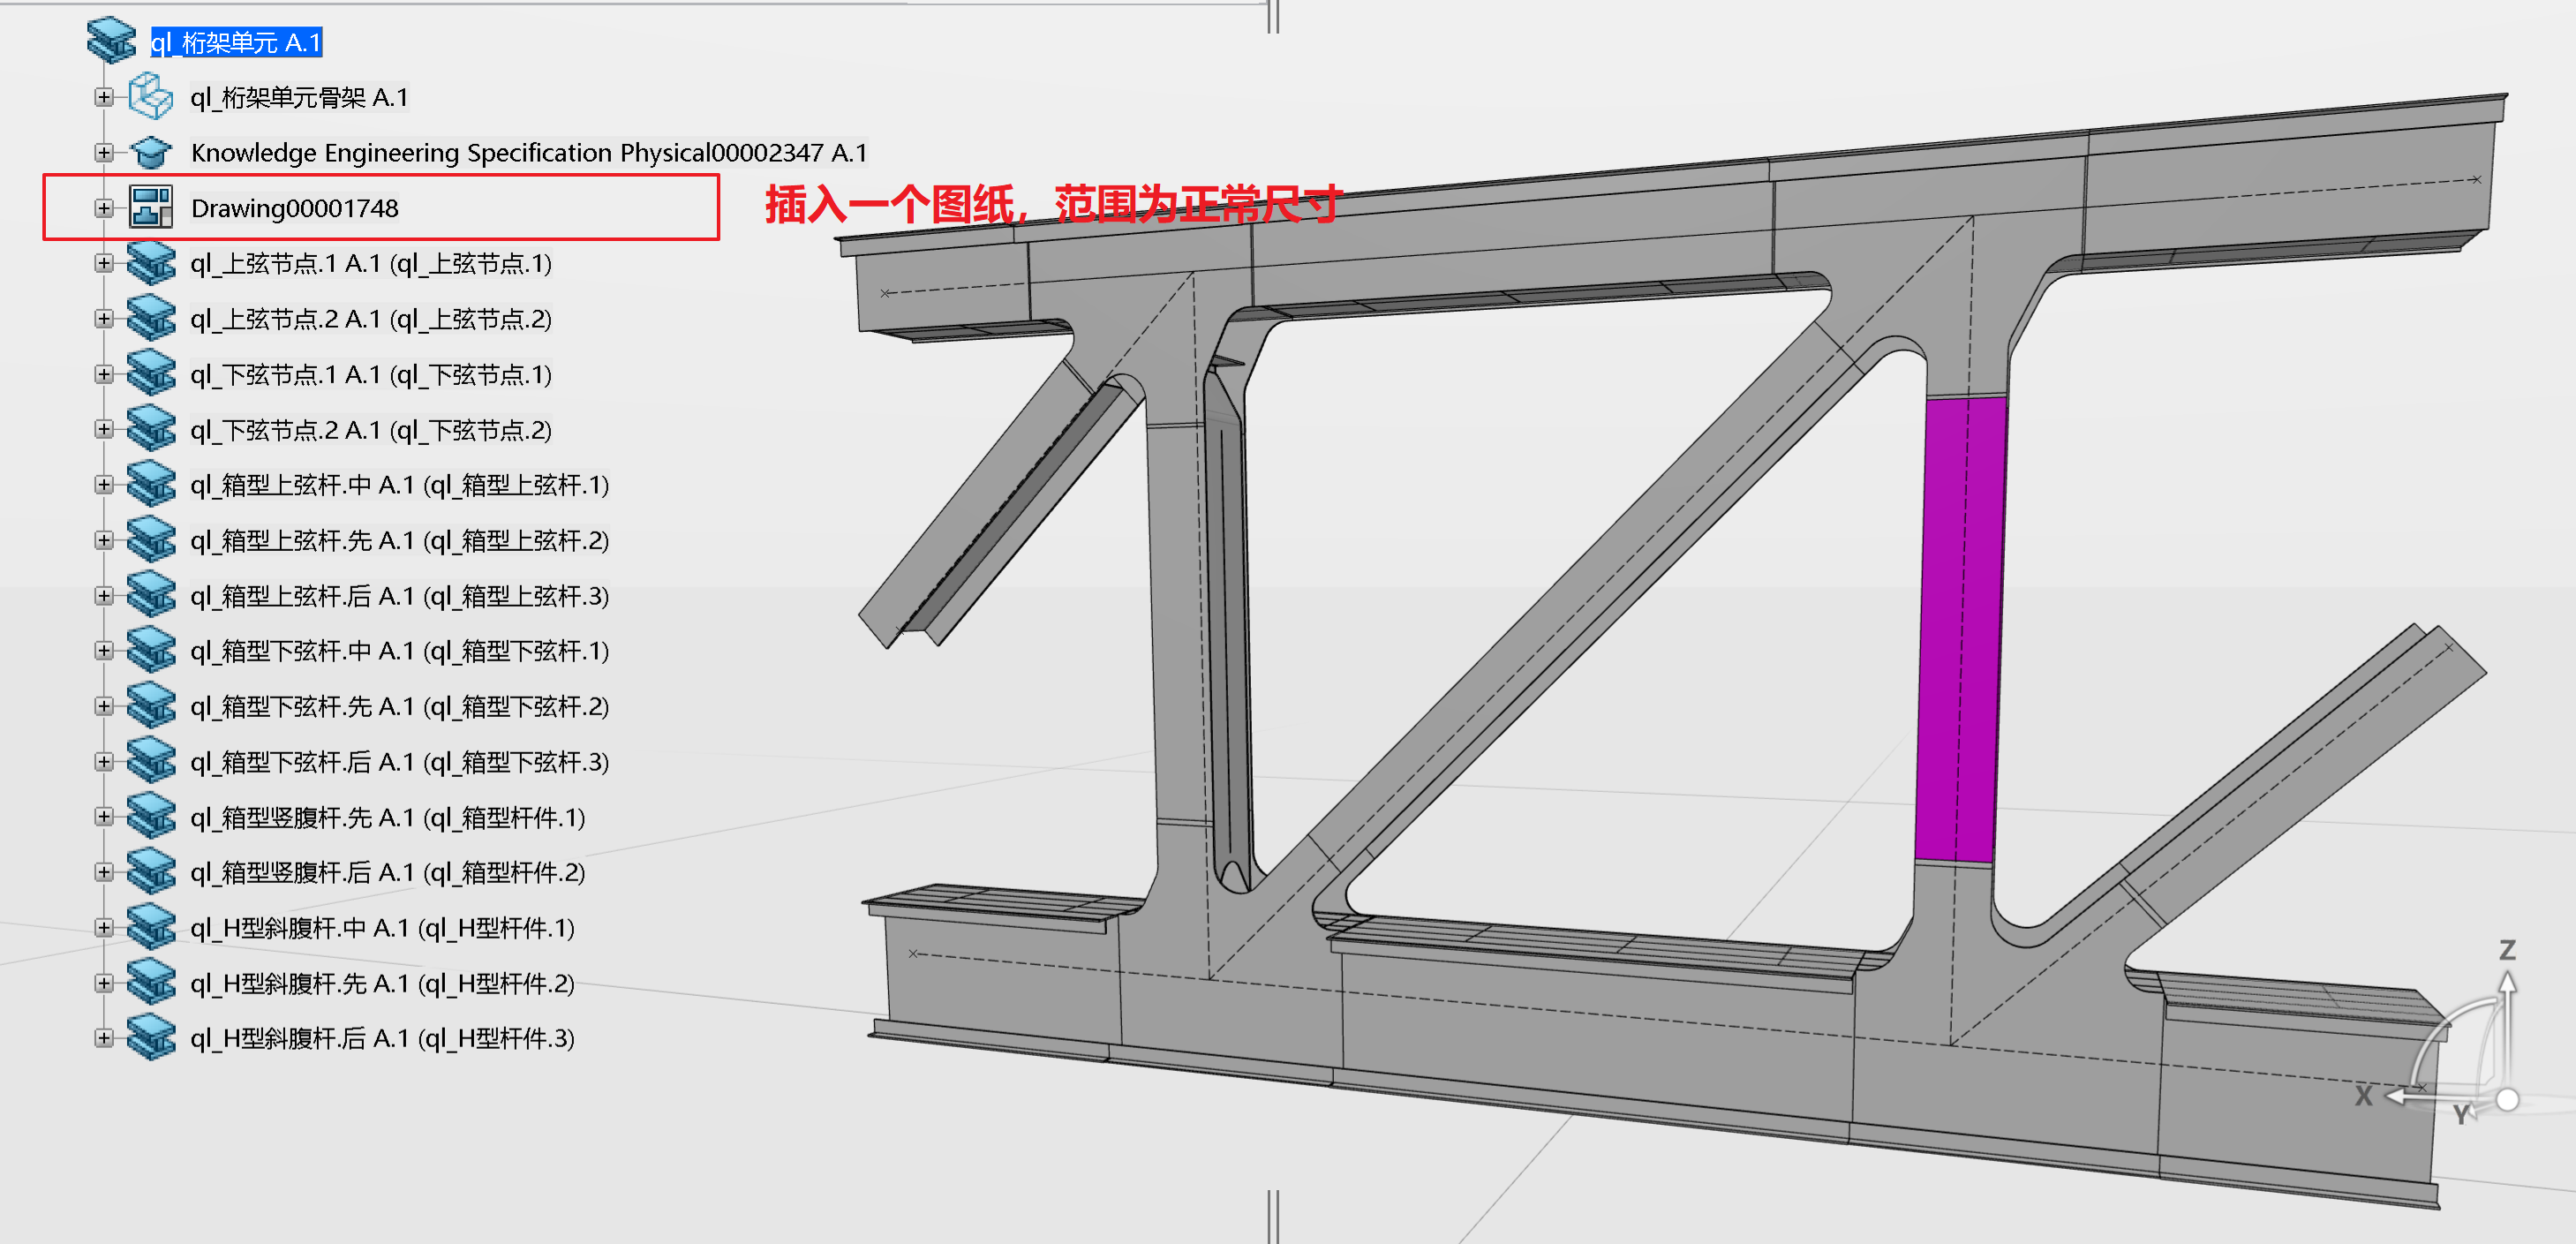 ql_桁架单元 A.1
ql_桁架单元骨架 A.1
Knowledge Engineering Specification Physical00002347 A.1
Drawing00001748
插入一个图纸，范围为正常尺寸
ql_上弦节点.1 A.1 (ql_上弦节点.1)
ql_上弦节点.2 A.1 (ql_上弦节点.2)
ql_下弦节点.1 A.1 (ql_下弦节点.1)
ql_下弦节点.2 A.1 (ql_下弦节点.2)
ql_箱型上弦杆.中 A.1 (ql_箱型上弦杆.1)
ql_箱型上弦杆.先 A.1 (ql_箱型上弦杆.2)
ql_箱型上弦杆.后 A.1 (ql_箱型上弦杆.3)
ql_箱型下弦杆.中 A.1 (ql_箱型下弦杆.1)
ql_箱型下弦杆.先 A.1 (ql_箱型下弦杆.2)
ql_箱型下弦杆.后 A.1 (ql_箱型下弦杆.3)
ql_箱型竖腹杆.先 A.1 (ql_箱型杆件.1)
ql_箱型竖腹杆.后 A.1 (ql_箱型杆件.2)
ql_H型斜腹杆.中 A.1 (ql_H型杆件.1)
ql_H型斜腹杆.先 A.1 (ql_H型杆件.2)
ql_H型斜腹杆.后 A.1 (ql_H型杆件.3)
Z
X
Y